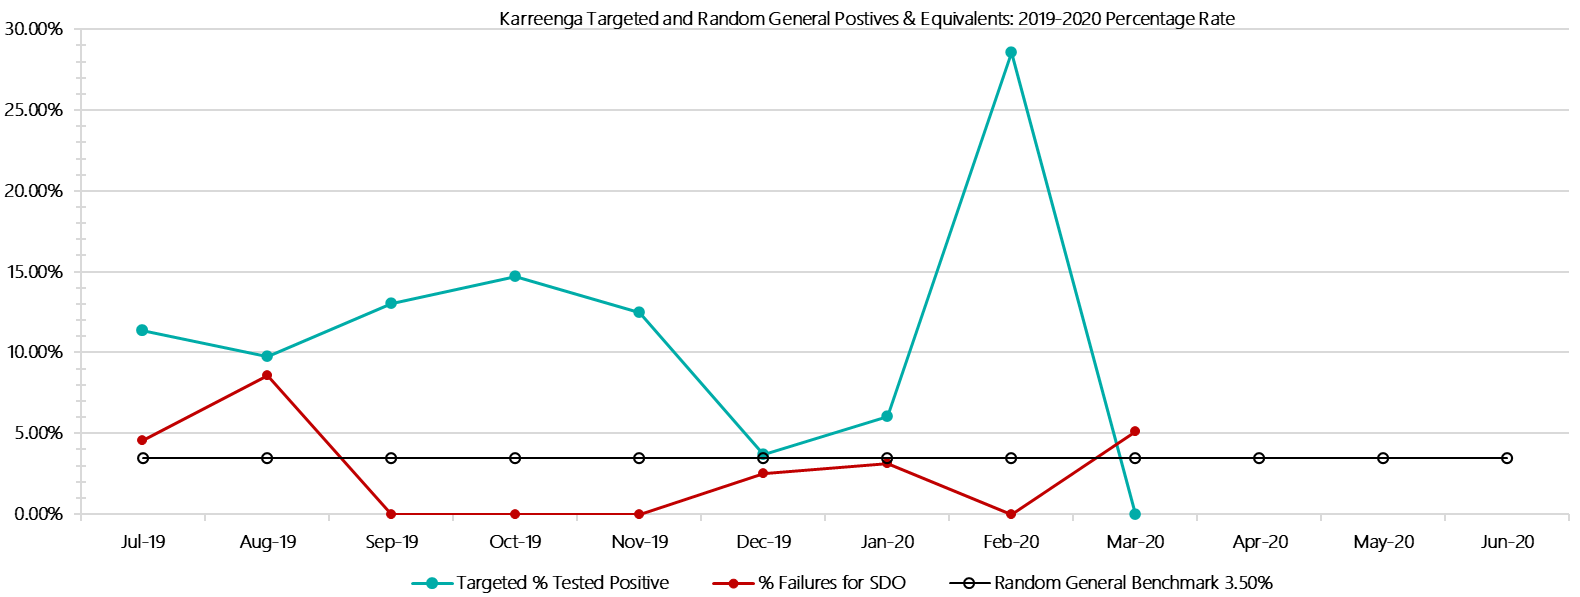 Karreenga Targeted and Random General Postives & Equivalents: 2019-2020 Percentage Rate
30.00%
25.00%
20.00%
15.00%
10.00%
5.00%
0.00%
Jul-19 Aug-19 Sep-19 Oct-19 Nov-19 Dec-19 Jan-20 Feb-20 Mar-20 Apr-20 May-20 Jun-20
Targeted % Tested Positive % Failures for SDO Random General Benchmark 3.50%